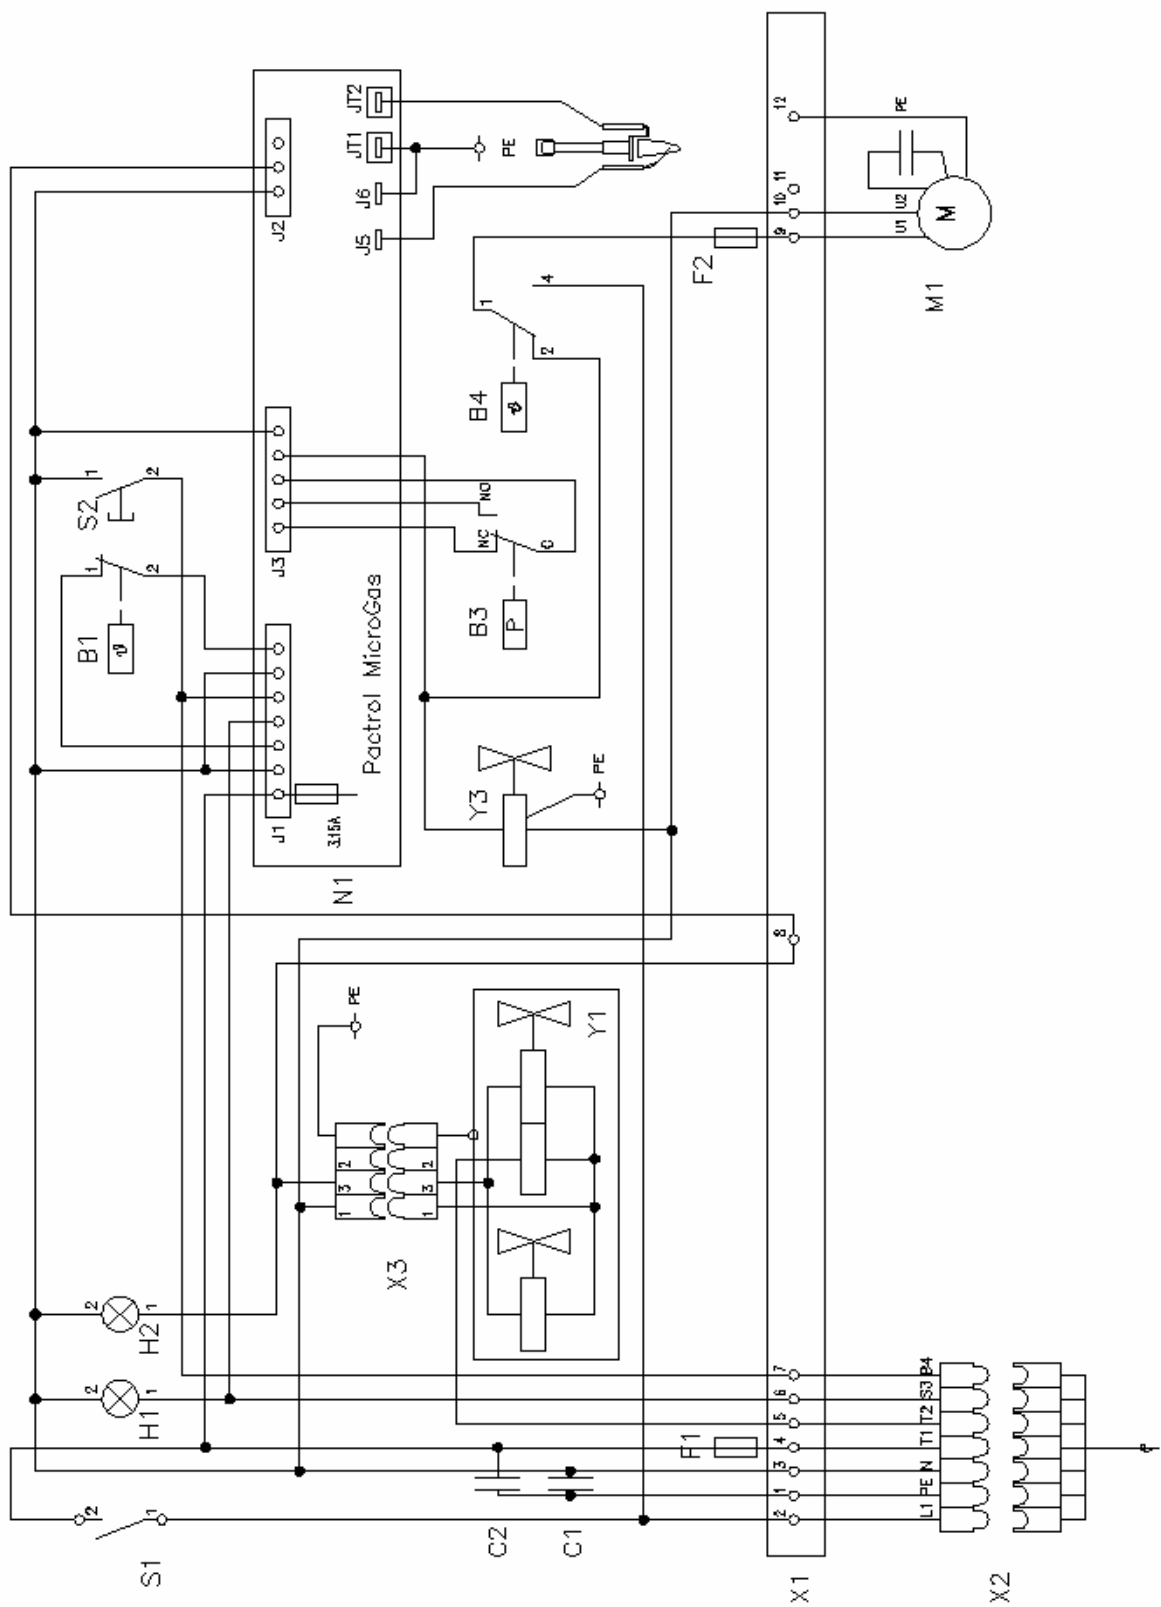 S1
2
1
H1
2
1
H2
2
1
B1
ϑ
1
2
S2
1
2
J1
J3
J2
3.15A
N1
Pactrol MicroGas
J5
J6
JT1
JT2
PE
X3
1
3
2
1
3
2
PE
Y1
Y3
PE
B3
P
NC
NO
C
B4
ϑ
1
2
4
C2
C1
F1
F2
X1
2
1
3
4
5
6
7
8
9
10
11
12
L1
PE
N
T1
T2
S3
B4
X2
M1
M
U1
U2
PE